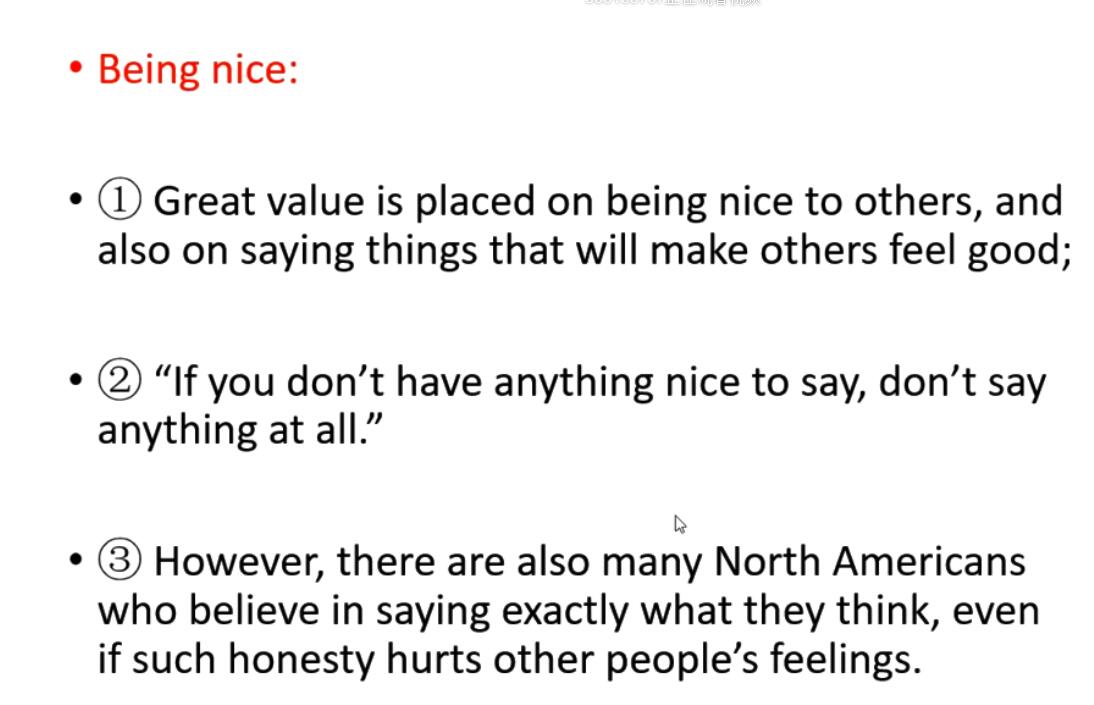 • Being nice:
• ① Great value is placed on being nice to others, and
also on saying things that will make others feel good;
• ② “If you don’t have anything nice to say, don’t say
anything at all.”
• ③ However, there are also many North Americans
who believe in saying exactly what they think, even
if such honesty hurts other people’s feelings.